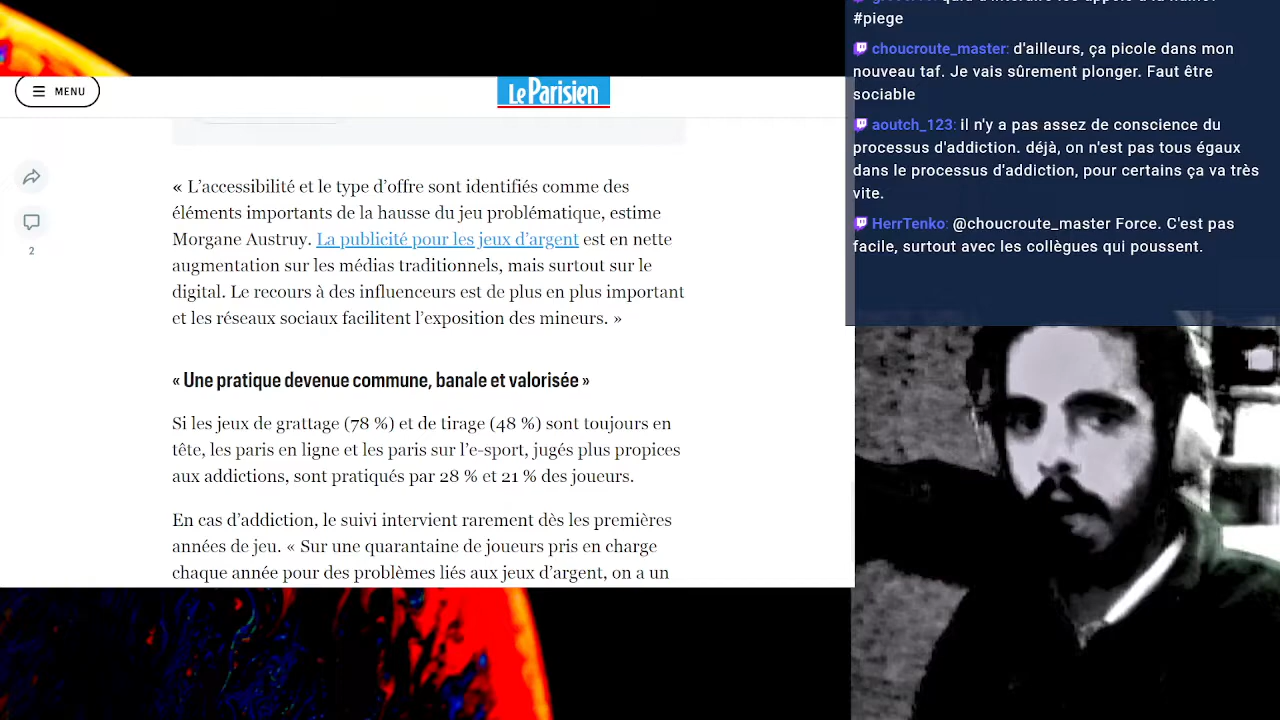 MENU
Le Parisien
« L’accessibilité et le type d’offre sont identifiés comme des
éléments importants de la hausse du jeu problématique, estime
Morgane Austruy. La publicité pour les jeux d’argent est en nette
augmentation sur les médias traditionnels, mais surtout sur le
digital. Le recours à des influenceurs est de plus en plus important
et les réseaux sociaux facilitent l’exposition des mineurs. »
2
« Une pratique devenue commune, banale et valorisée »
Si les jeux de grattage (78 %) et de tirage (48 %) sont toujours en
tête, les paris en ligne et les paris sur l’e-sport, jugés plus propices
aux addictions, sont pratiqués par 28 % et 21 % des joueurs.
En cas d’addiction, le suivi intervient rarement dès les premières
années de jeu. « Sur une quarantaine de joueurs pris en charge
chaque année pour des problèmes liés aux jeux d’argent, on a un
#piege
choucroute_master: d'ailleurs, ça picole dans mon
nouveau taf. Je vais sûrement plonger. Faut être
sociable
aoutch_123: il n'y a pas assez de conscience du
processus d'addiction. déjà, on n'est pas tous égaux
dans le processus d'addiction, pour certains ça va très
vite.
HerrTenko: @choucroute_master Force. C'est pas
facile, surtout avec les collègues qui poussent.